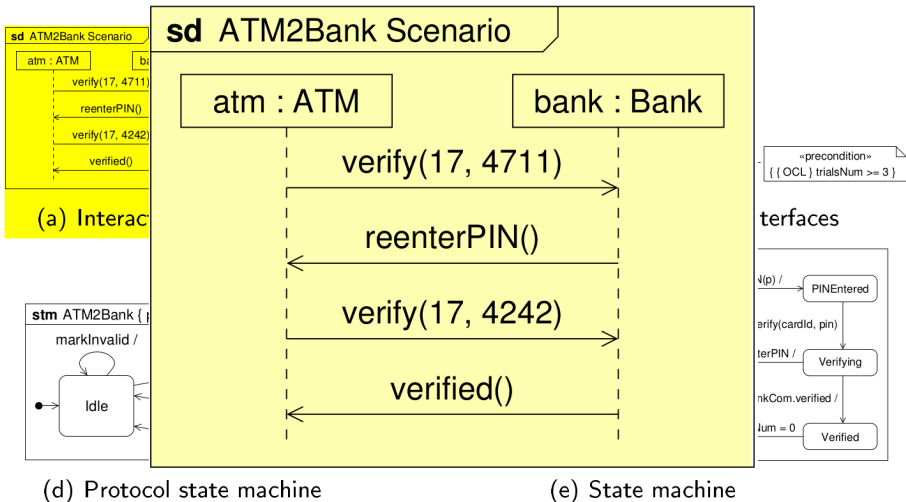 sd ATM2Bank Scenario
atm : ATM
bank : Bank
verify(17, 4711)
reenterPIN()
verify(17, 4242)
verified()
sd ATM2Bank Scenario
atm : ATM
verify(17, 4711)
reenterPIN()
verify(17, 4242)
verified()
(a)
«precondition»
{ { OCL } trialsNum >= 3 }
terfaces
stm ATM2Bank {
markInvalid /
Idle
(d) Protocol state machine
N(p) /
PINEntered
erify(cardId, pin)
terPIN /
Verifying
nkCom.verified /
Num = 0
Verified
(e) State machine